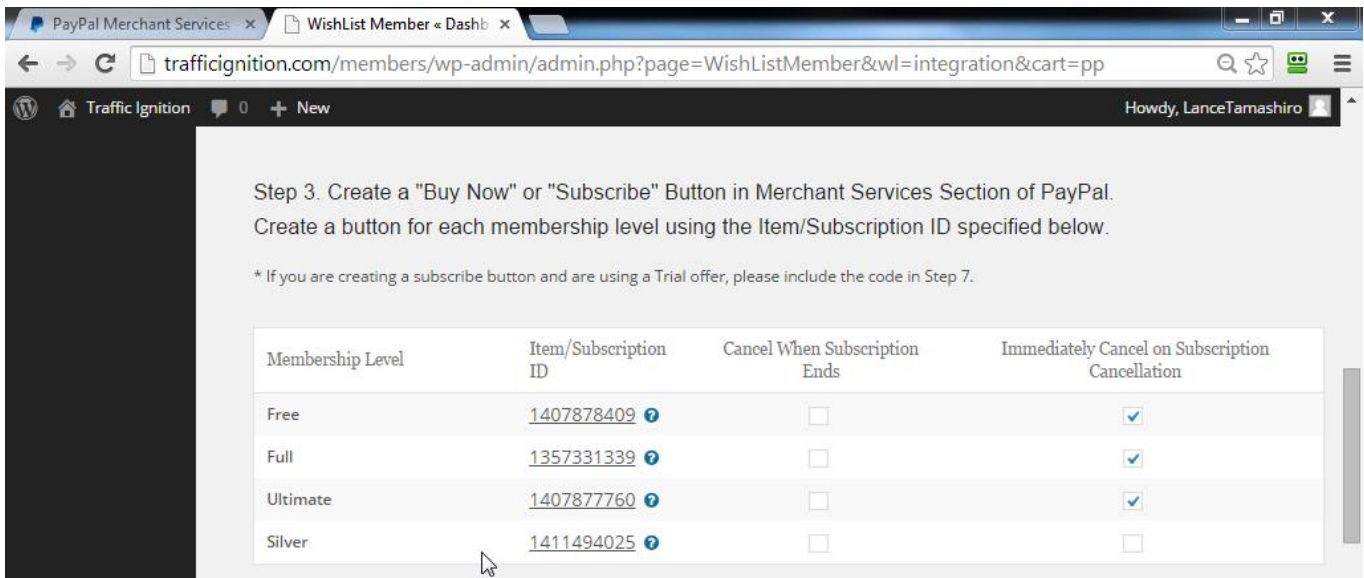 PayPal Merchant Services
WishList Member « Dashb
trafficignition.com/members/wp-admin/admin.php?page=WishListMember&wl=integration&cart=pp
Traffic Ignition 0 + New Howdy, LanceTamashiro
Step 3. Create a "Buy Now" or "Subscribe" Button in Merchant Services Section of PayPal.
Create a button for each membership level using the Item/Subscription ID specified below.
* If you are creating a subscribe button and are using a Trial offer, please include the code in Step 7.
Membership Level
Item/Subscription
ID
Cancel When Subscription
Ends
Immediately Cancel on Subscription
Cancellation
Free 1407878409
Full 1357331339
Ultimate 1407877760
Silver 1411494025